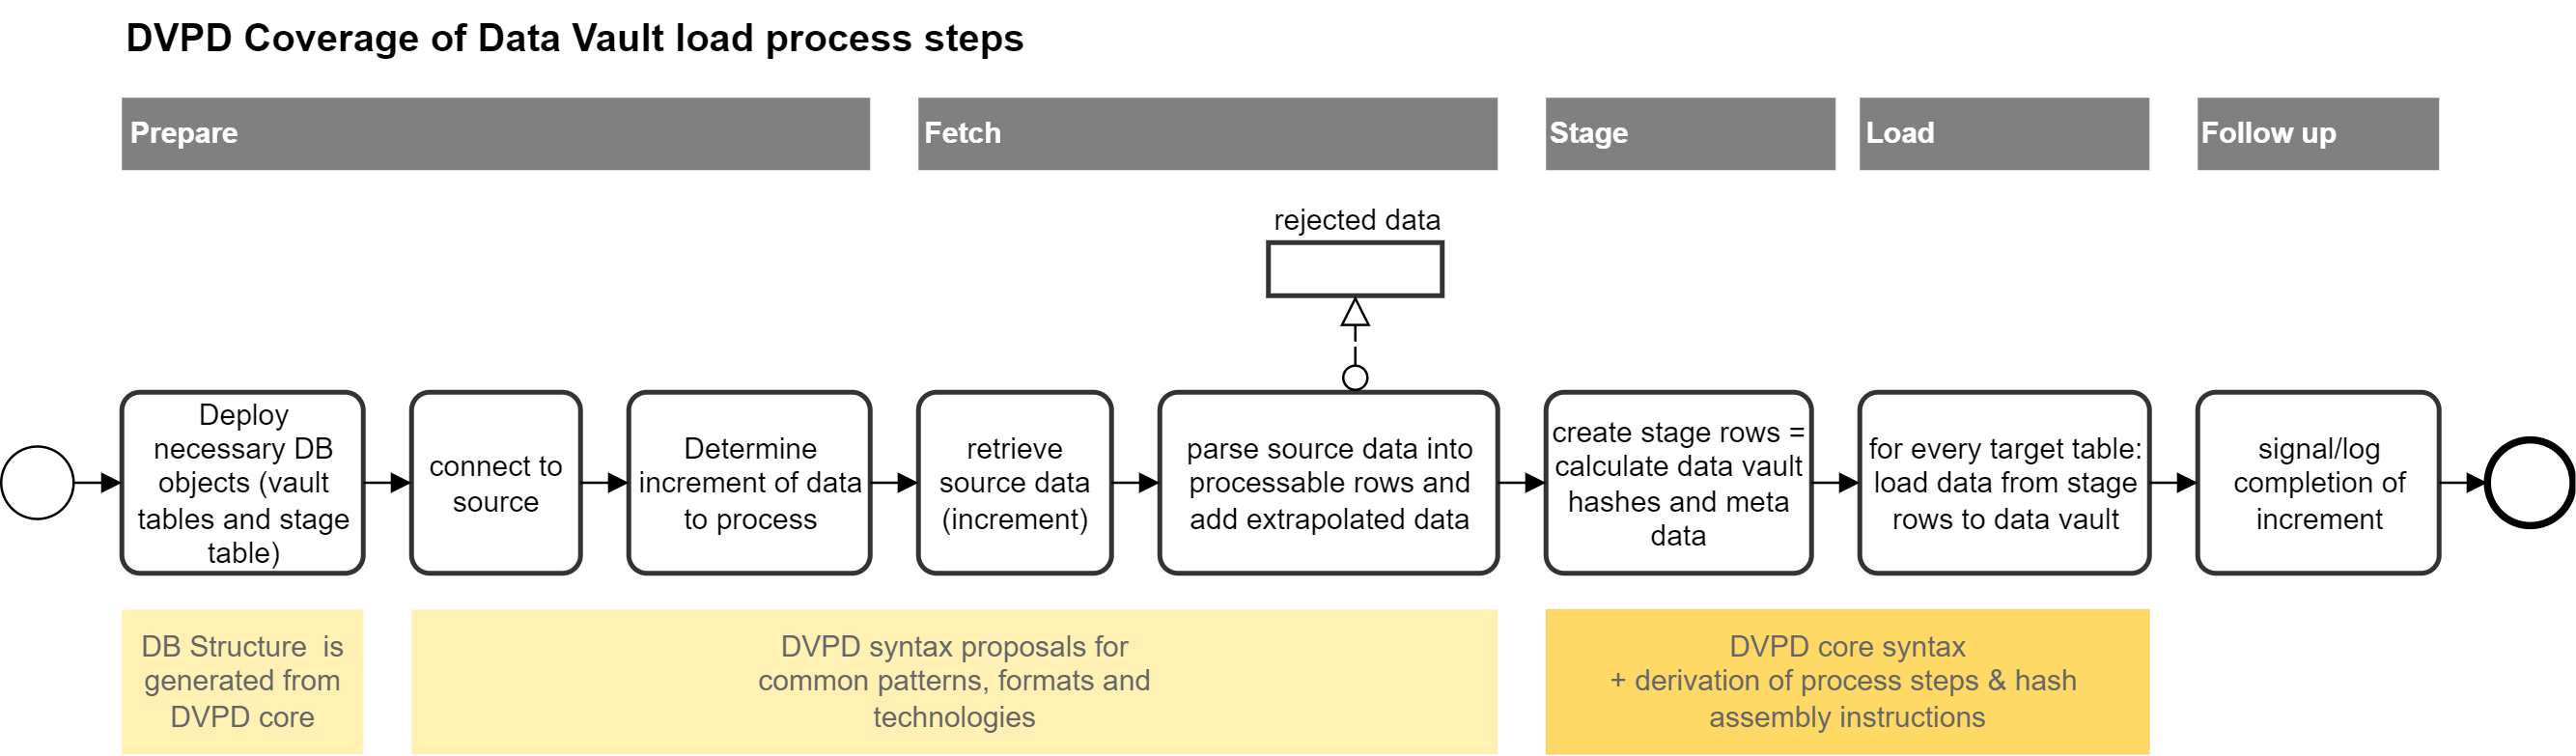 DVPD Coverage of Data Vault load process steps
Prepare
Fetch
Stage
Load
Follow up
rejected data
Deploy
necessary DB
objects (vault
tables and stage
table)
connect to
source
Determine
increment of data
to process
retrieve
source data
(increment)
parse source data into
processable rows and
add extrapolated data
create stage rows =
calculate data vault
hashes and meta
data
for every target table:
load data from stage
rows to data vault
signal/log
completion of
increment
DB Structure is
generated from
DVPD core
DVPD syntax proposals for
common patterns, formats and
technologies
DVPD core syntax
+ derivation of process steps & hash
assembly instructions